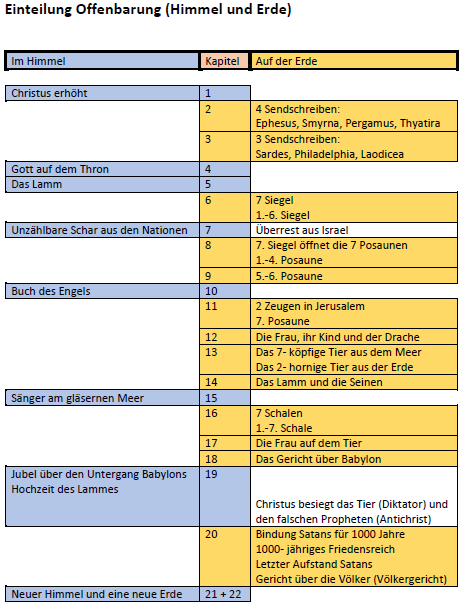 Einteilung Offenbarung (Himmel und Erde)
Im Himmel Kapitel Auf der Erde
Christus erhöht 1
2 4 Sendschreiben:
Ephesus, Smyrna, Pergamus, Thyatira
3 3 Sendschreiben:
Sardes, Philadelphia, Laodicea
Gott auf dem Thron 4
Das Lamm 5
6 7 Siegel
1.-6. Siegel
Unzählbare Schar aus den Nationen 7 Überrest aus Israel
8 7. Siegel öffnet die 7 Posaunen
1.-4. Posaune
9 5.-6. Posaune
Buch des Engels 10
11 2 Zeugen in Jerusalem
7. Posaune
12 Die Frau, ihr Kind und der Drache
13 Das 7- köpfige Tier aus dem Meer
Das 2- hornige Tier aus der Erde
14 Das Lamm und die Seinen
Sänger am gläsernen Meer 15
16 7 Schalen
1.-7. Schale
17 Die Frau auf dem Tier
18 Das Gericht über Babylon
Jubel über den Untergang Babylons 19
Hochzeit des Lammes
Christus besiegt das Tier (Diktator) und
den falschen Propheten (Antichrist)
20 Bindung Satans für 1000 Jahre
1000- jähriges Friedensreich
Letzter Aufstand Satans
Gericht über die Völker (Völkergericht)
Neuer Himmel und eine neue Erde 21 + 22